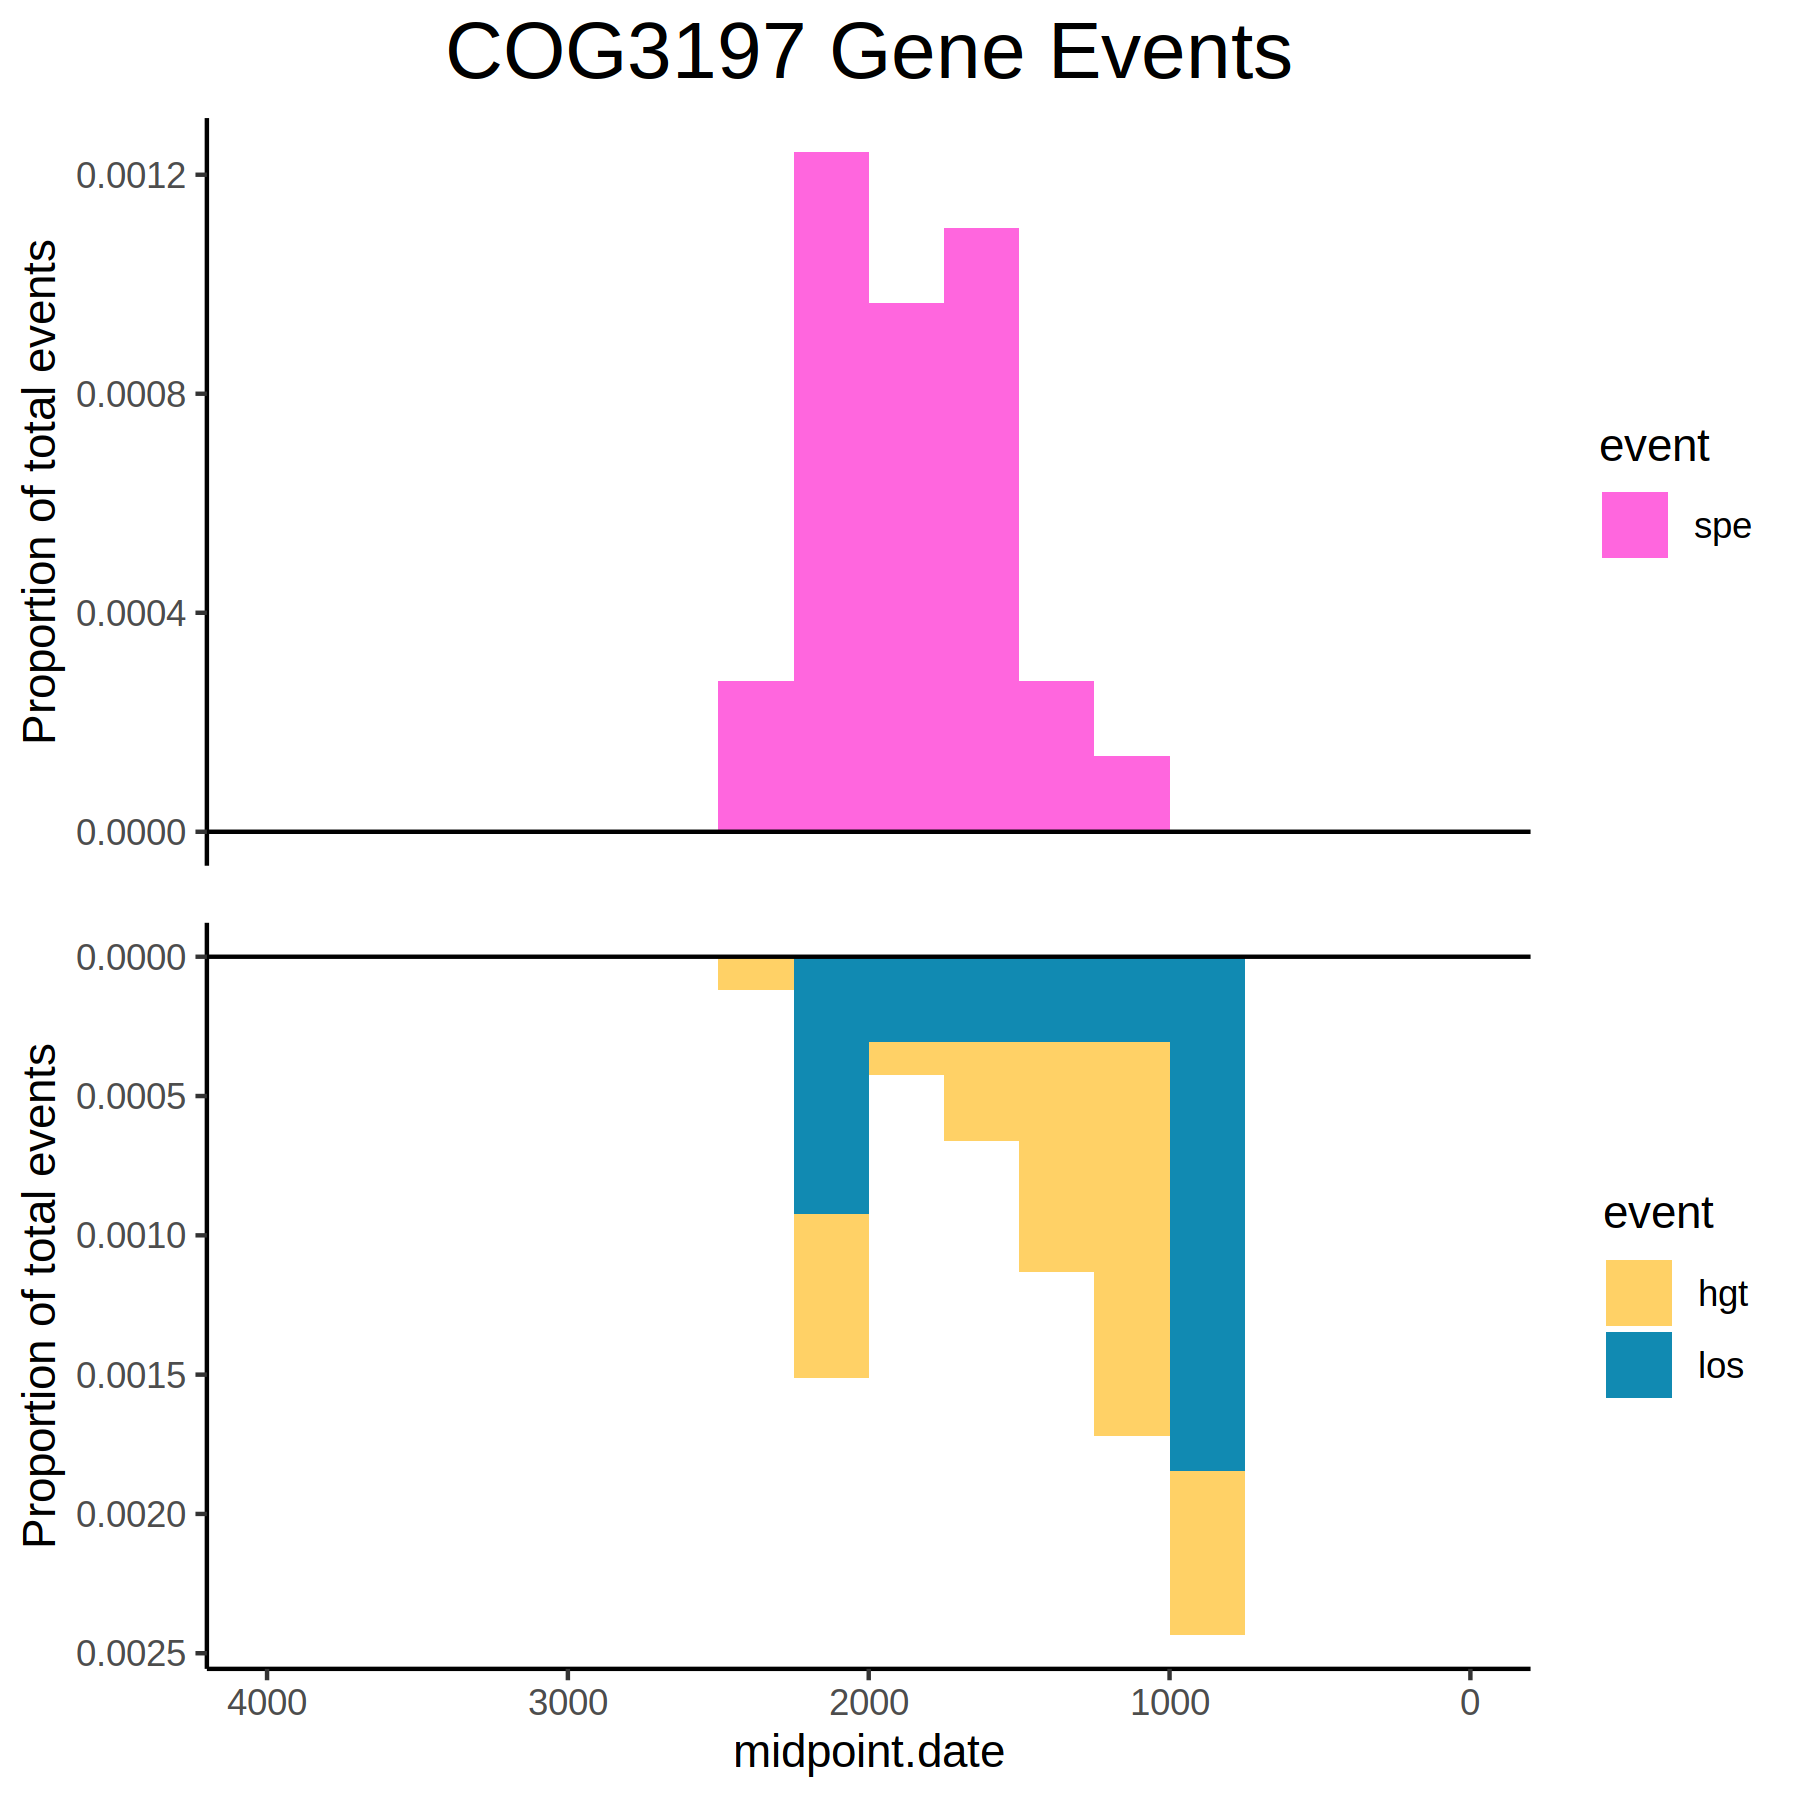 COG3197 Gene Events
Proportion of total events
0.0012
0.0008
0.0004
0.0000
event
spe
Proportion of total events
0.0000
0.0005
0.0010
0.0015
0.0020
0.0025
event
hgt
los
4000 3000 2000 1000 0
midpoint.date